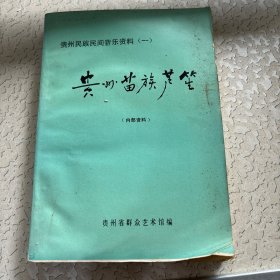 贵州民族民间音乐资料（一）
贵州苗族芦笙
（内部资料）
贵州省群众艺术馆编